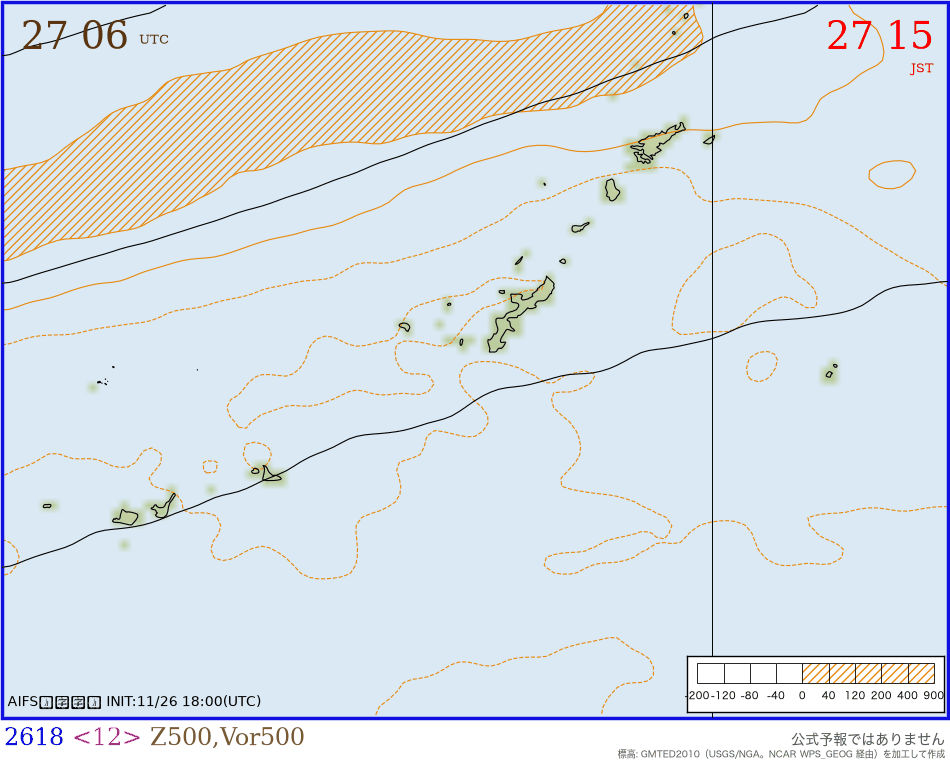 27 06 UTC
27 15
JST
-200 -120 -80 -40 0 40 120 200 400 900
AIFS INIT:11/26 18:00(UTC)
2618 <12> Z500,Vor500
公式予報ではありません
標高: GMTED2010（USGS/NGA。NCAR WPS_GEOG 経由）を加工して作成